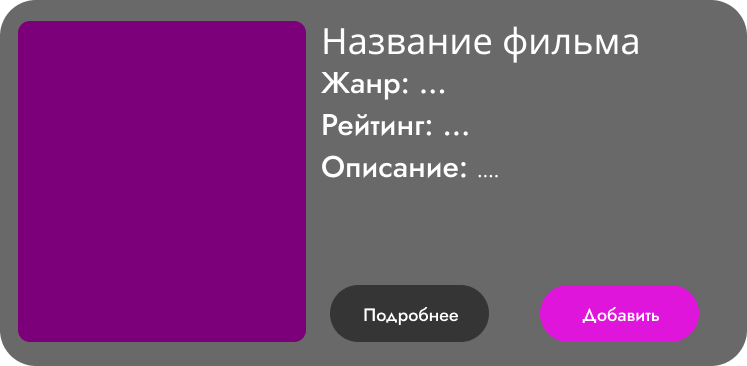 Название фильма
Жанр: ...
Рейтинг: ...
Описание: ....
Подробнее
Добавить